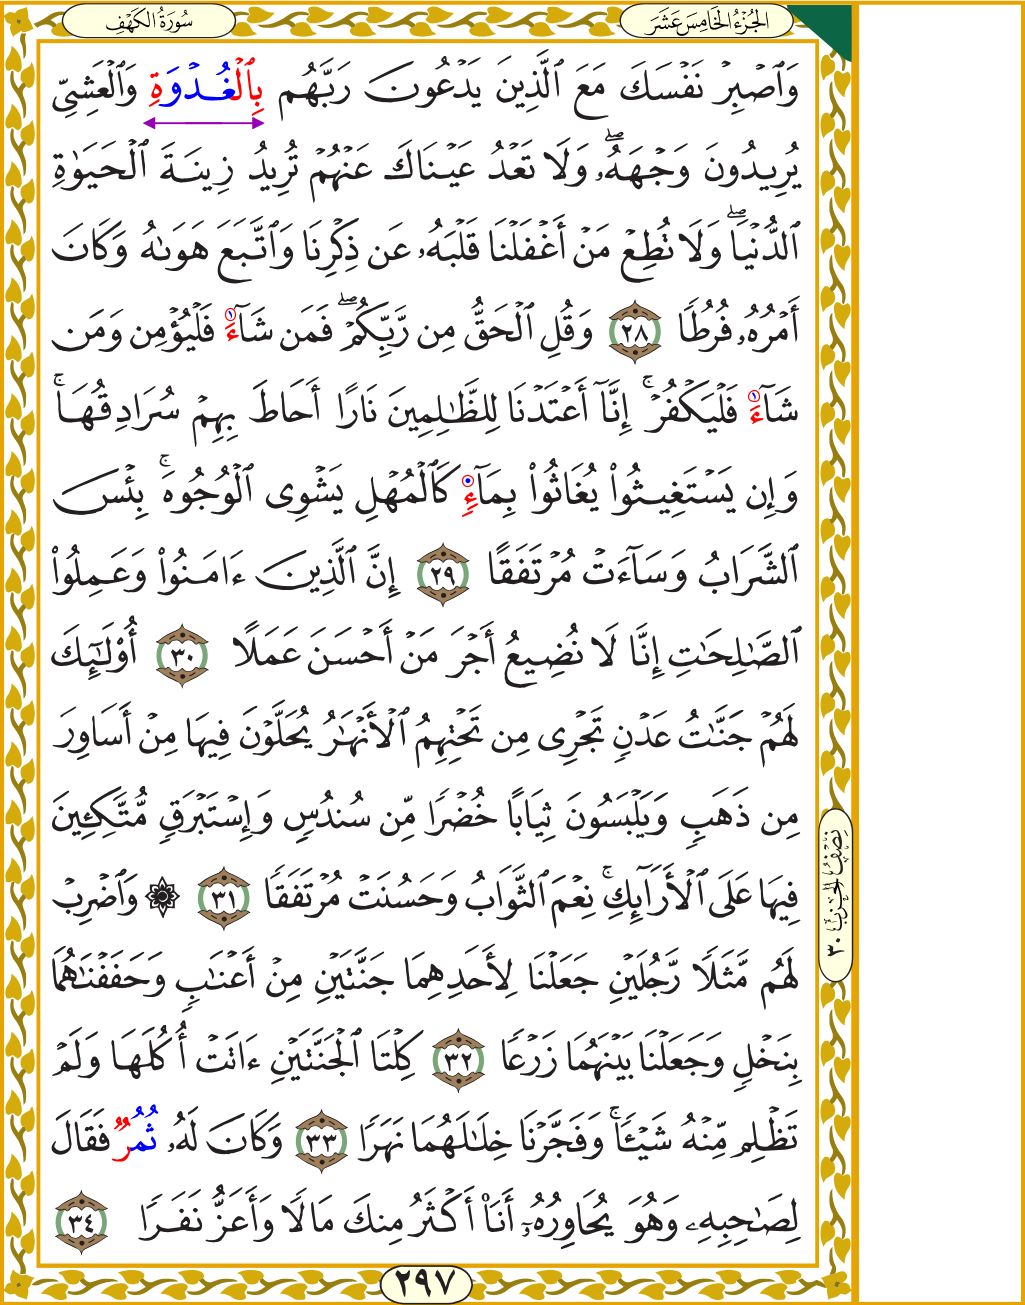 سُورَةُ الكَهْفِ
الجُزْءُ الخَامِسَ عَشَرَ
وَٱصْبِرْ نَفْسَكَ مَعَ ٱلَّذِينَ يَدْعُونَ رَبَّهُم بِٱلْغُدْوَةِ وَٱلْعَشِىِّ
يُرِيدُونَ وَجْهَهُۥۖ وَلَا تَعْدُ عَيْنَاكَ عَنْهُمْ تُرِيدُ زِينَةَ ٱلْحَيَوٰةِ
ٱلدُّنْيَاۖ وَلَا تُطِعْ مَنْ أَغْفَلْنَا قَلْبَهُۥ عَن ذِكْرِنَا وَٱتَّبَعَ هَوَىٰهُ وَكَانَ
أَمْرُهُۥ فُرُطًا ٢٨ وَقُلِ ٱلْحَقُّ مِن رَّبِّكُمْۖ فَمَن شَآءَ فَلْيُؤْمِن وَمَن
شَآءَ فَلْيَكْفُرْۚ إِنَّآ أَعْتَدْنَا لِلظَّٰلِمِينَ نَارًا أَحَاطَ بِهِمْ سُرَادِقُهَاۚ
وَإِن يَسْتَغِيثُوا۟ يُغَاثُوا۟ بِمَآءٍ كَٱلْمُهْلِ يَشْوِى ٱلْوُجُوهَۚ بِئْسَ
ٱلشَّرَابُ وَسَآءَتْ مُرْتَفَقًا ٢٩ إِنَّ ٱلَّذِينَ ءَامَنُوا۟ وَعَمِلُوا۟
ٱلصَّٰلِحَٰتِ إِنَّا لَا نُضِيعُ أَجْرَ مَنْ أَحْسَنَ عَمَلًا ٣٠ أُو۟لَٰٓئِكَ
لَهُمْ جَنَّٰتُ عَدْنٍ تَجْرِى مِن تَحْتِهِمُ ٱلْأَنْهَٰرُ يُحَلَّوْنَ فِيهَا مِنْ أَسَاوِرَ
مِن ذَهَبٍ وَيَلْبَسُونَ ثِيَابًا خُضْرًا مِّن سُندُسٍ وَإِسْتَبْرَقٍ مُّتَّكِـِٔينَ
فِيهَا عَلَى ٱلْأَرَآئِكِۚ نِعْمَ ٱلثَّوَابُ وَحَسُنَتْ مُرْتَفَقًا ٣١ ۞ وَٱضْرِبْ
لَهُم مَّثَلًا رَّجُلَيْنِ جَعَلْنَا لِأَحَدِهِمَا جَنَّتَيْنِ مِنْ أَعْنَٰبٍ وَحَفَفْنَٰهُمَا
بِنَخْلٍ وَجَعَلْنَا بَيْنَهُمَا زَرْعًا ٣٢ كِلْتَا ٱلْجَنَّتَيْنِ ءَاتَتْ أُكُلَهَا وَلَمْ
تَظْلِم مِّنْهُ شَيْـًٔاۚ وَفَجَّرْنَا خِلَٰلَهُمَا نَهَرًا ٣٣ وَكَانَ لَهُۥ ثُمُرٌ فَقَالَ
لِصَٰحِبِهِۦ وَهُوَ يُحَاوِرُهُۥٓ أَنَا۠ أَكْثَرُ مِنكَ مَالًا وَأَعَزُّ نَفَرًا ٣٤
نِصْفُ الحِزْبِ ٣٠
٢٩٧